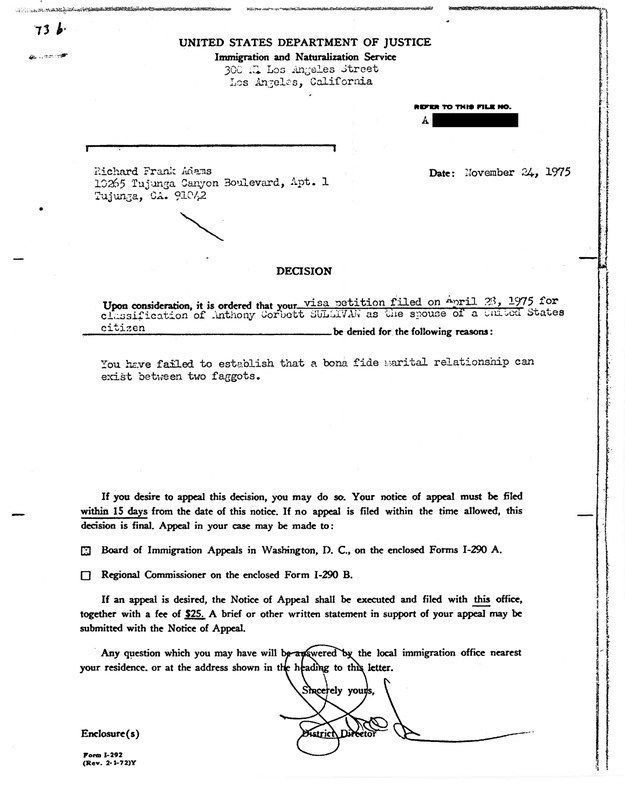 73 b.
UNITED STATES DEPARTMENT OF JUSTICE
Immigration and Naturalization Service
300 N. Los Angeles Street
Los Angeles, California
REFER TO THIS FILE NO.
A
Richard Frank Adams
Date: November 24, 1975
10265 Tujunga Canyon Boulevard, Apt. 1
Tujunga, CA. 91042
DECISION
Upon consideration, it is ordered that your visa petition filed on April 28, 1975 for
classification of Anthony Corbett SULLIVAN as the spouse of a United States
citizen be denied for the following reasons:
You have failed to establish that a bona fide marital relationship can
exist between two faggots.
If you desire to appeal this decision, you may do so. Your notice of appeal must be filed
within 15 days from the date of this notice. If no appeal is filed within the time allowed, this
decision is final. Appeal in your case may be made to:
Board of Immigration Appeals in Washington, D. C., on the enclosed Forms I-290 A.
Regional Commissioner on the enclosed Form I-290 B.
If an appeal is desired, the Notice of Appeal shall be executed and filed with this office,
together with a fee of $25. A brief or other written statement in support of your appeal may be
submitted with the Notice of Appeal.
Any question which you may have will be answered by the local immigration office nearest
your residence. or at the address shown in the heading to this letter.
Sincerely yours,
District Director
Enclosure(s)
Form I-292
(Rev. 2-1-72)Y